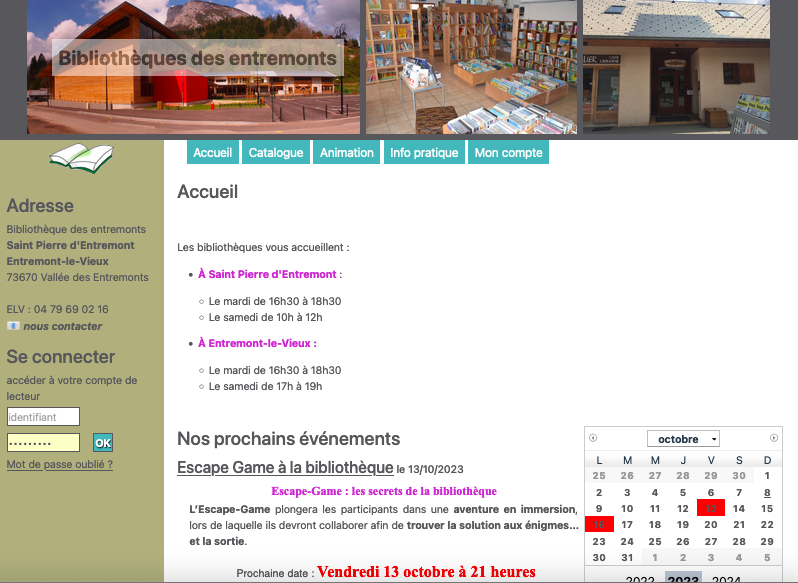 Bibliothèques des entremonts
Accueil
Catalogue
Animation
Info pratique
Mon compte
Adresse
Bibliothèque des entremonts
Saint Pierre d'Entremont
Entremont-le-Vieux
73670 Vallée des Entremonts
ELV : 04 79 69 02 16
nous contacter
Se connecter
accéder à votre compte de
lecteur
identifiant
OK
Mot de passe oublié ?
Accueil
Les bibliothèques vous accueillent :
À Saint Pierre d'Entremont :
Le mardi de 16h30 à 18h30
Le samedi de 10h à 12h
À Entremont-le-Vieux :
Le mardi de 16h30 à 18h30
Le samedi de 17h à 19h
Nos prochains événements
Escape Game à la bibliothèque le 13/10/2023
Escape-Game : les secrets de la bibliothèque
L'Escape-Game plongera les participants dans une aventure en immersion,
lors de laquelle ils devront collaborer afin de trouver la solution aux énigmes...
et la sortie.
Prochaine date : Vendredi 13 octobre à 21 heures
octobre
L M M J V S D
25 26 27 28 29 30 1
2 3 4 5 6 7 8
9 10 11 12 13 14 15
16 17 18 19 20 21 22
23 24 25 26 27 28 29
30 31 1 2 3 4 5
2022 2023 2024